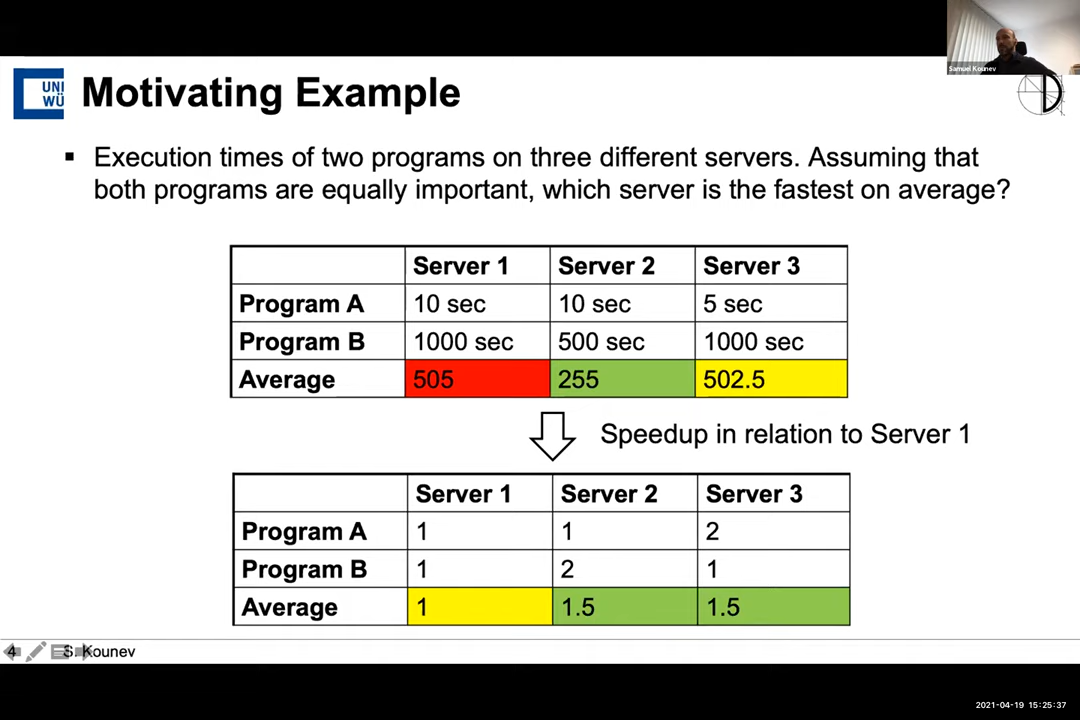 Samuel Kounev
UNI
WÜ
Motivating Example
Execution times of two programs on three different servers. Assuming that
both programs are equally important, which server is the fastest on average?
Server 1 Server 2 Server 3
Program A 10 sec 10 sec 5 sec
Program B 1000 sec 500 sec 1000 sec
Average 505 255 502.5
Speedup in relation to Server 1
Server 1 Server 2 Server 3
Program A 1 1 2
Program B 1 2 1
Average 1 1.5 1.5
4 S. Kounev
2021-04-19 15:25:37